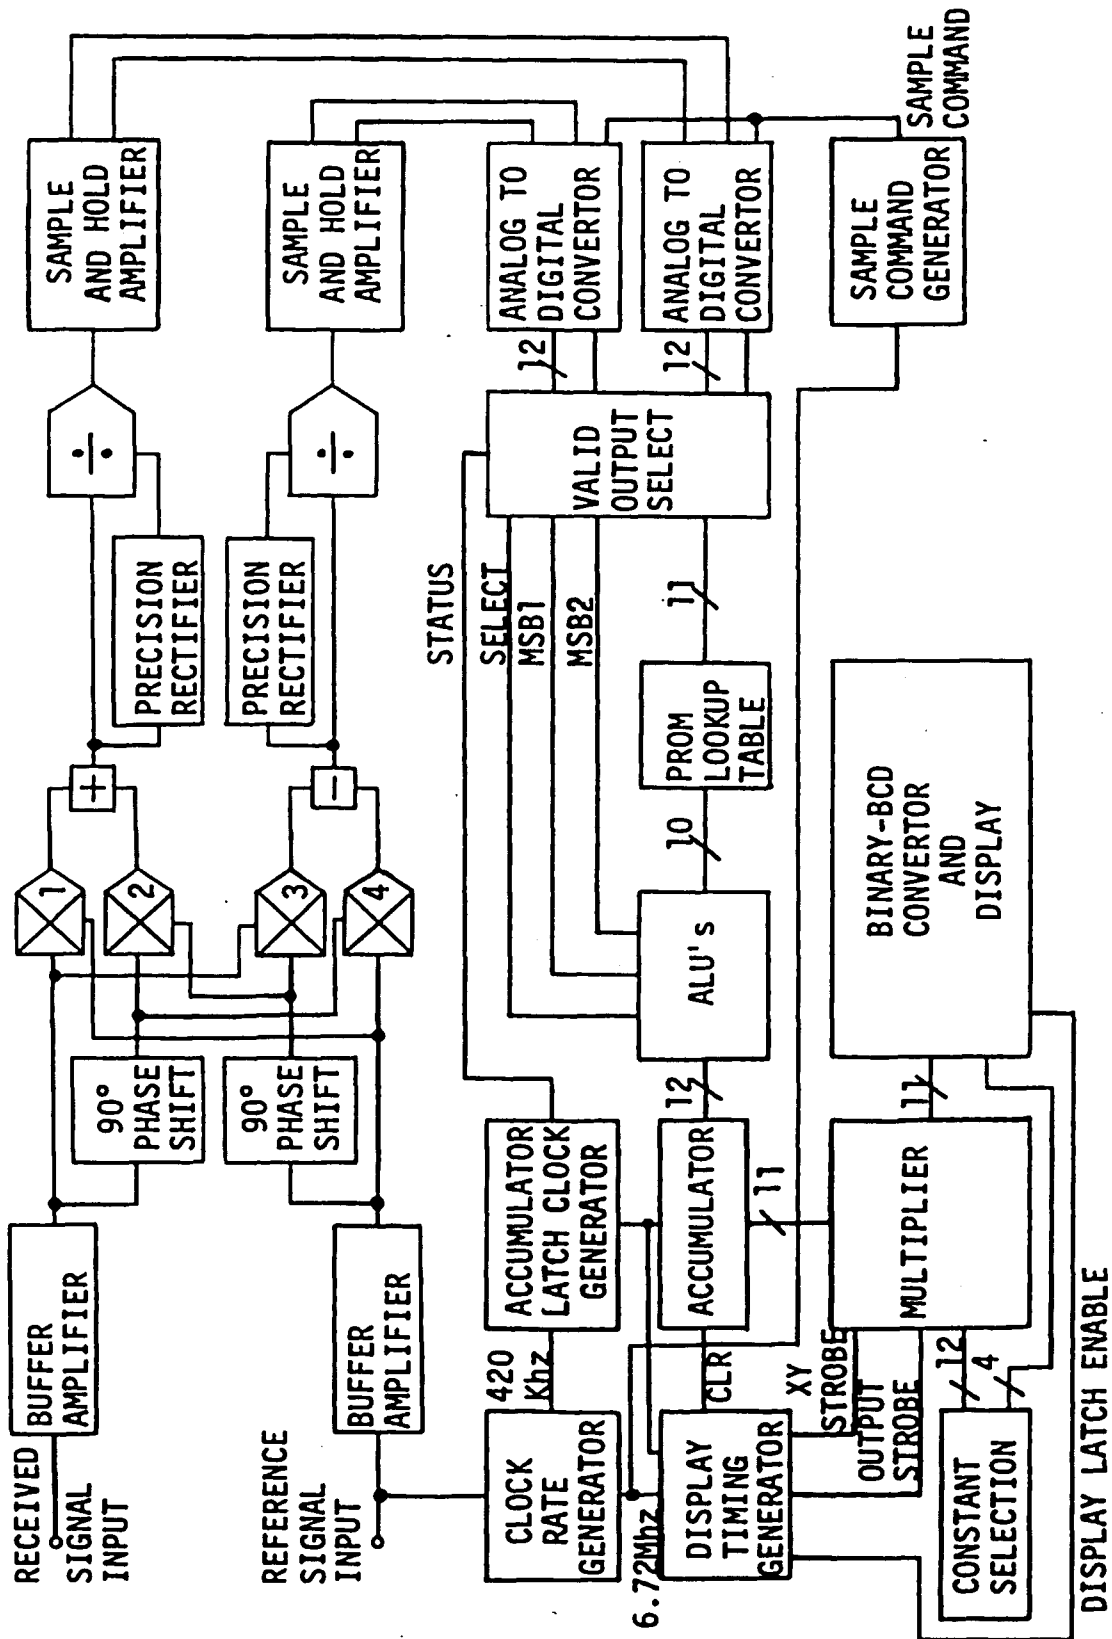 RECEIVED
SIGNAL
INPUT
BUFFER
AMPLIFIER
90°
PHASE
SHIFT
1
2
+
PRECISION
RECTIFIER
÷
SAMPLE
AND HOLD
AMPLIFIER
REFERENCE
SIGNAL
INPUT
BUFFER
AMPLIFIER
90°
PHASE
SHIFT
3
4
-
PRECISION
RECTIFIER
÷
SAMPLE
AND HOLD
AMPLIFIER
CLOCK
RATE
GENERATOR
420
Khz
ACCUMULATOR
LATCH CLOCK
GENERATOR
STATUS
SELECT
MSB1
MSB2
VALID
OUTPUT
SELECT
12
ANALOG TO
DIGITAL
CONVERTOR
6.72Mhz
DISPLAY
TIMING
GENERATOR
CLR
ACCUMULATOR
12
ALU's
10
PROM
LOOKUP
TABLE
11
12
ANALOG TO
DIGITAL
CONVERTOR
11
XY
STROBE
OUTPUT
STROBE
CONSTANT
SELECTION
12
4
MULTIPLIER
11
BINARY-BCD
CONVERTOR
AND
DISPLAY
SAMPLE
COMMAND
GENERATOR
SAMPLE
COMMAND
DISPLAY LATCH ENABLE